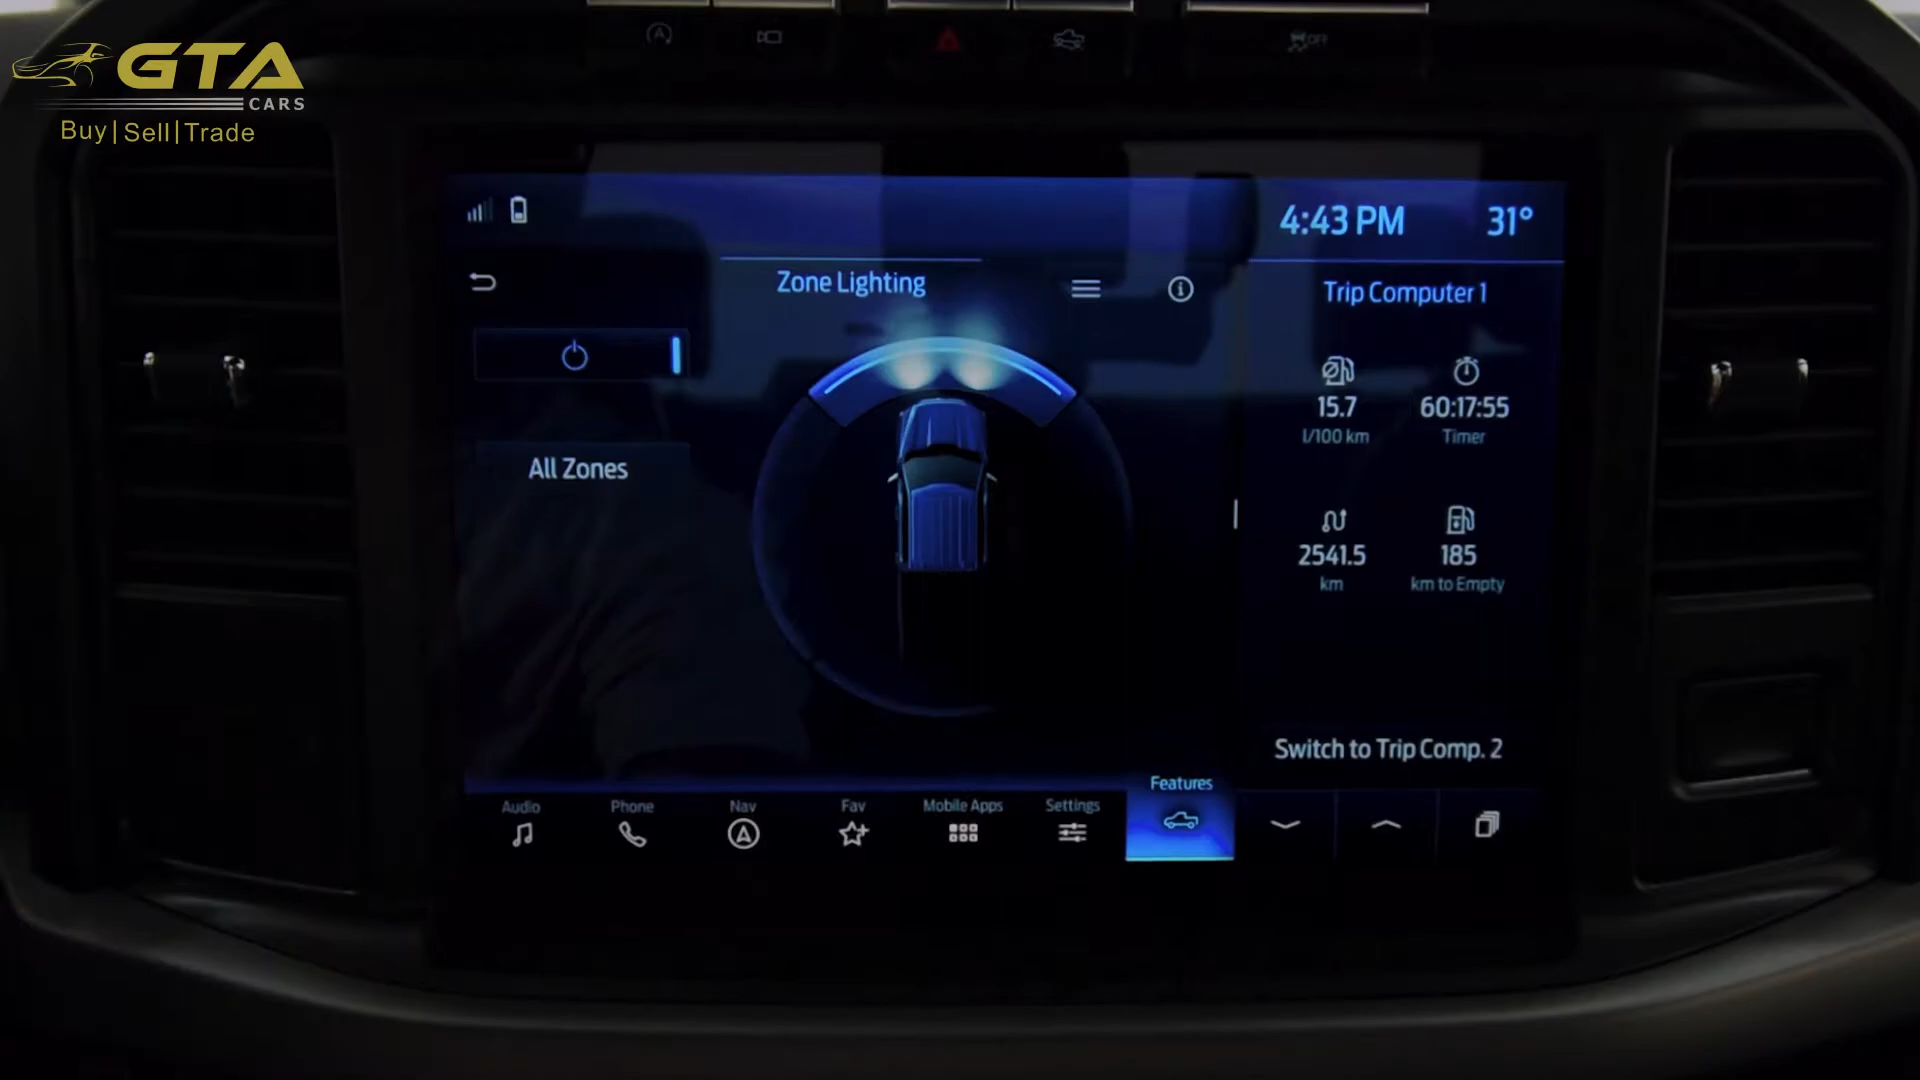 GTA
CARS
Buy|Sell|Trade
A
OFF
4:43 PM
31°
Zone Lighting
Trip Computer 1
15.7
l/100 km
60:17:55
Timer
All Zones
2541.5
km
185
km to Empty
Switch to Trip Comp. 2
Audio
Phone
Nav
Fav
Mobile Apps
Settings
Features